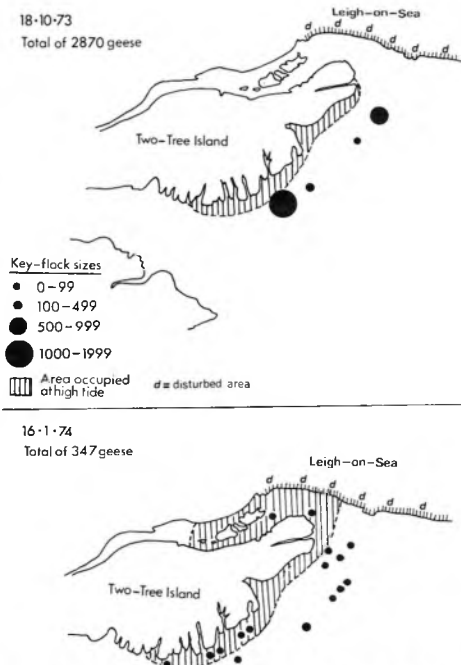 18·10·73
Total of 2870 geese
Leigh-on-Sea
d d d d d d
Two-Tree Island
Key-flock sizes
0-99
100-499
500-999
1000-1999
Area occupied
at high tide
d = disturbed area
16·1·74
Total of 347 geese
Leigh-on-Sea
d d d d d d
Two-Tree Island